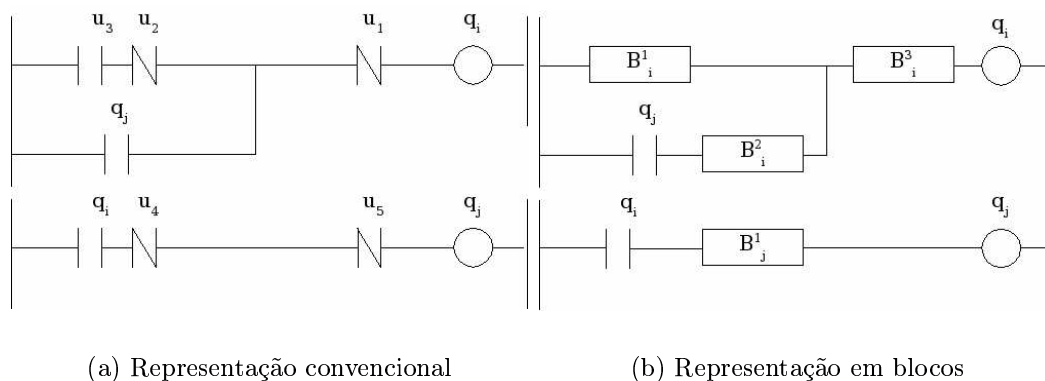 u3 u2 u1 qi
qj
qi u4 u5 qj
(a) Representação convencional
qi
B1i B3i
qj
B2i
qi qj
B1j
(b) Representação em blocos